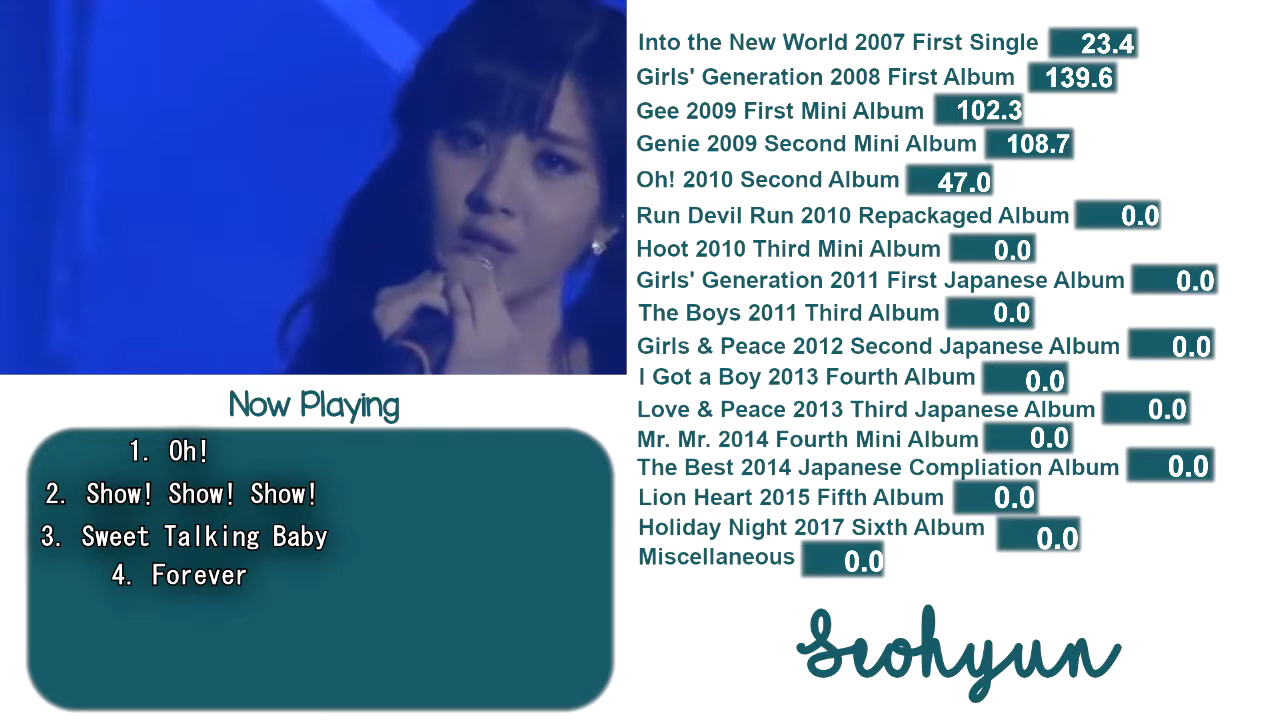 Into the New World 2007 First Single 23.4
Girls' Generation 2008 First Album 139.6
Gee 2009 First Mini Album 102.3
Genie 2009 Second Mini Album 108.7
Oh! 2010 Second Album 47.0
Run Devil Run 2010 Repackaged Album 0.0
Hoot 2010 Third Mini Album 0.0
Girls' Generation 2011 First Japanese Album 0.0
The Boys 2011 Third Album 0.0
Girls & Peace 2012 Second Japanese Album 0.0
I Got a Boy 2013 Fourth Album 0.0
Love & Peace 2013 Third Japanese Album 0.0
Mr. Mr. 2014 Fourth Mini Album 0.0
The Best 2014 Japanese Compliation Album 0.0
Lion Heart 2015 Fifth Album 0.0
Holiday Night 2017 Sixth Album 0.0
Miscellaneous 0.0
Now Playing
1. Oh!
2. Show! Show! Show!
3. Sweet Talking Baby
4. Forever
Seohyun